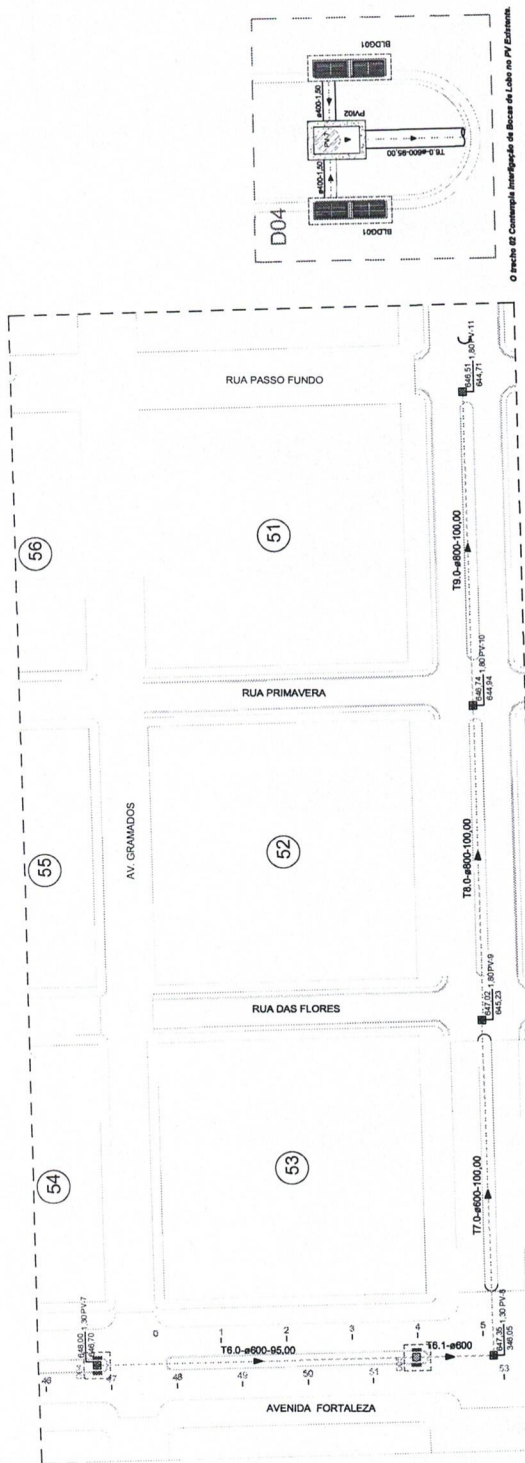 D04
BLDG01
ø400-1,50
PVI02
PV-7
ø400-1,50
BLDG01
T6.0-ø600-95,00
O trecho 02 Contempla Interligação de Bocas de Lobo no PV Existente.
56
55
54
RUA PASSO FUNDO
51
RUA PRIMAVERA
AV. GRAMADOS
52
RUA DAS FLORES
53
AVENIDA FORTALEZA
646,51
644,71
1,80
PV-11
T9.0-ø800-100,00
646,74
644,94
1,80
PV-10
T8.0-ø800-100,00
647,02
645,23
1,80
PV-9
T7.0-ø600-100,00
648,00
646,70
1,30
PV-7
T6.0-ø600-95,00
T6.1-ø600
647,35
346,05
1,30
PV-8
46
47
48
49
50
51
53
0
1
2
3
4
5